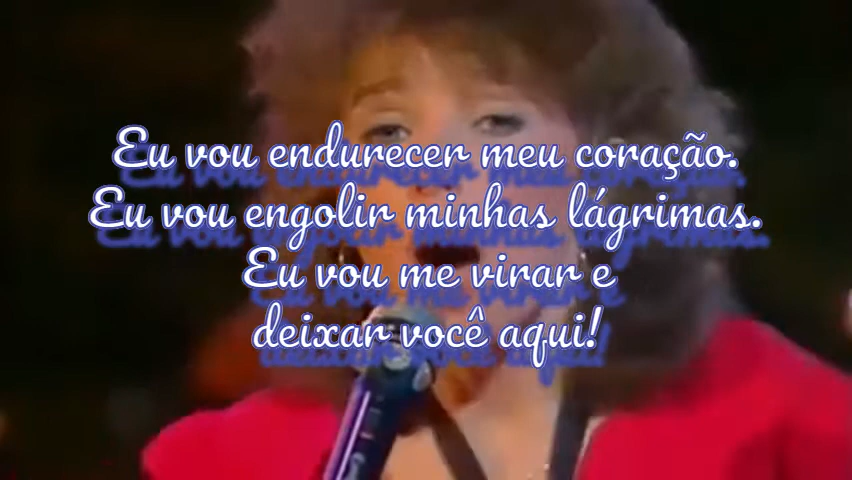 Eu vou endurecer meu coração.
Eu vou engolir minhas lágrimas.
Eu vou me virar e
deixar você aqui!